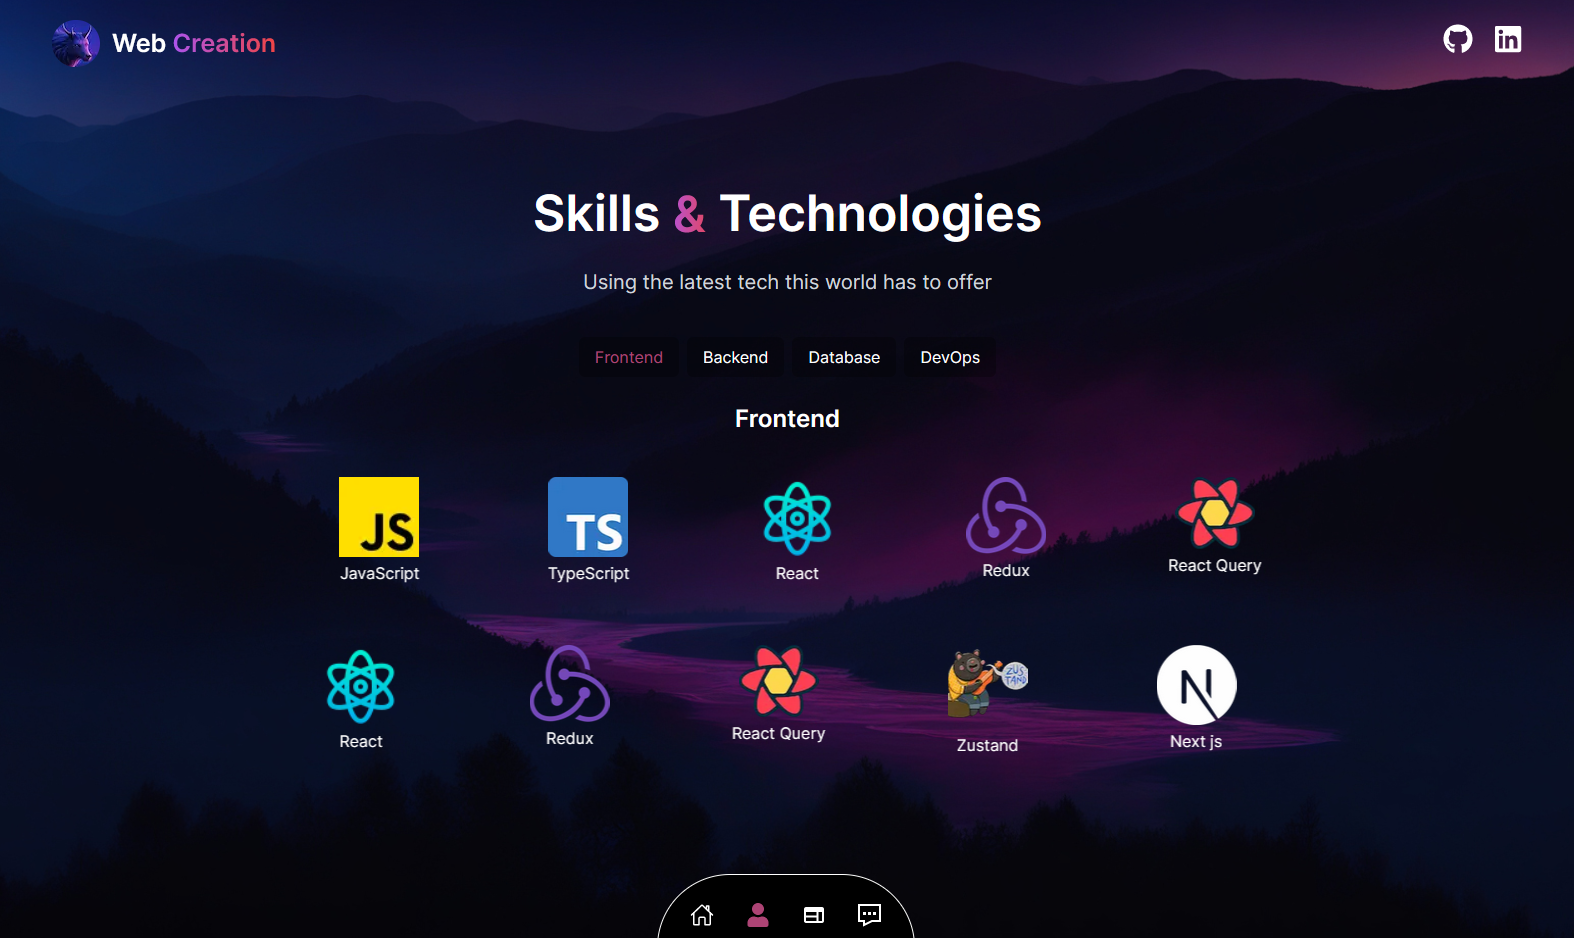 Web Creation
Skills & Technologies
Using the latest tech this world has to offer
Frontend Backend Database DevOps
Frontend
JS TS
JavaScript TypeScript React Redux React Query
ZUS
TAND
N
React Redux React Query Zustand Next js